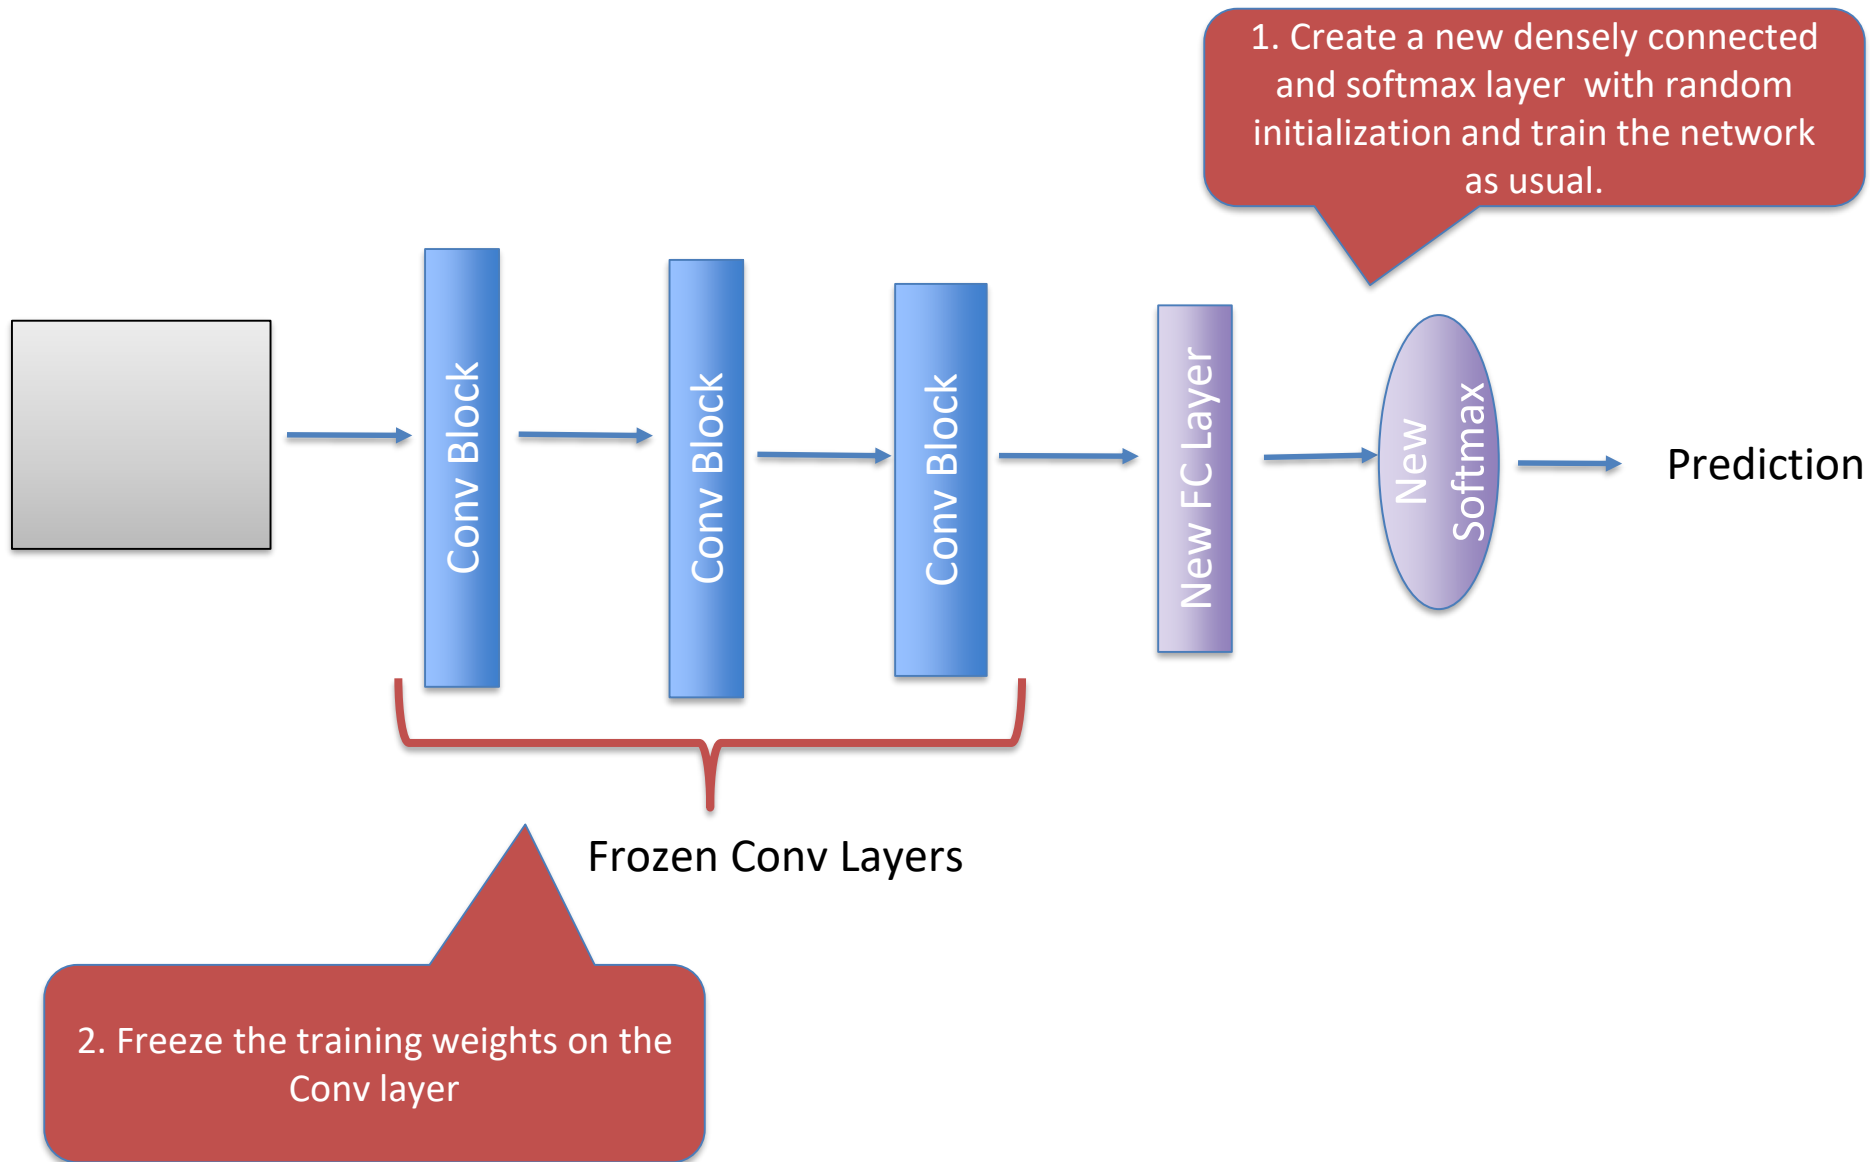 1. Create a new densely connected
and softmax layer  with random
initialization and train the network
as usual.
Conv Block
Conv Block
Conv Block
New FC Layer
New
Softmax
Prediction
Frozen Conv Layers
2. Freeze the training weights on the
Conv layer